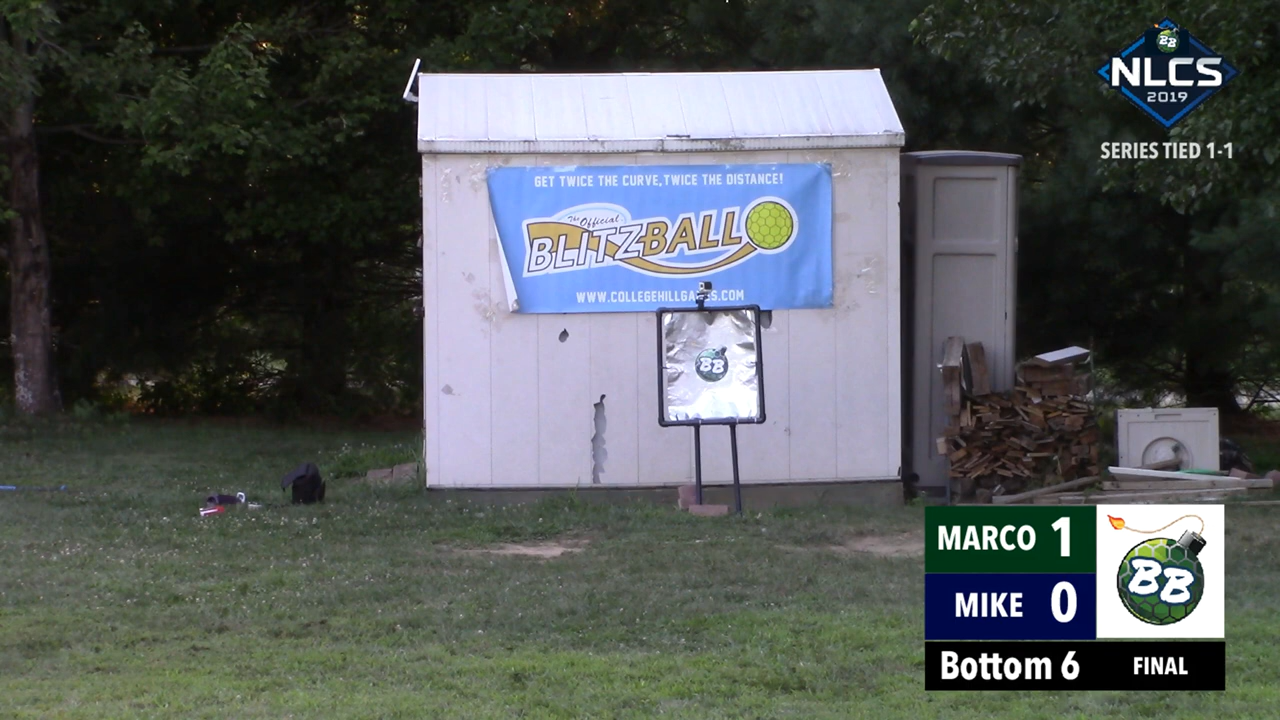 NLCS
2019
SERIES TIED 1-1
GET TWICE THE CURVE, TWICE THE DISTANCE!
The Official
BLITZBALL
WWW.COLLEGEHILLGA S.COM
BB
MARCO 1
MIKE 0
BB
Bottom 6 FINAL